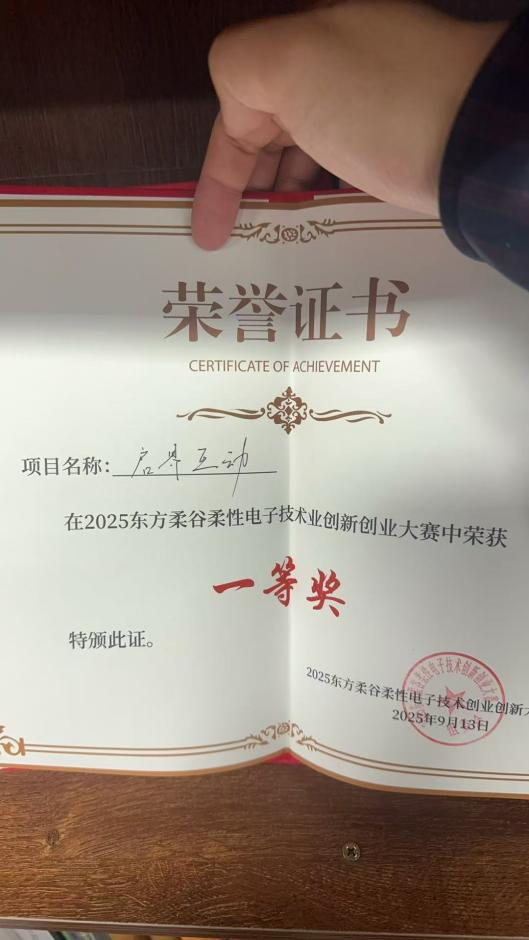 荣誉证书
CERTIFICATE OF ACHIEVEMENT
项目名称：启界互动
在2025东方柔谷柔性电子技术业创新创业大赛中荣获
一等奖
特颁此证。
2025东方柔谷柔性电子技术创业创新大
2025年9月13日